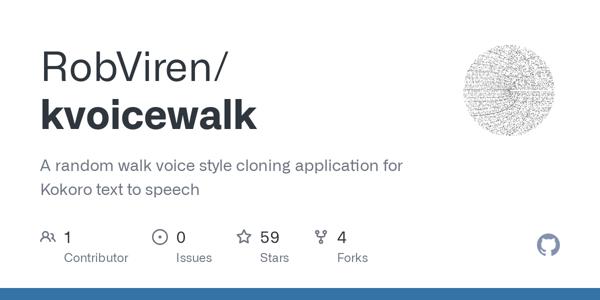 RobViren/
kvoicewalk
A random walk voice style cloning application for
Kokoro text to speech
1 0 59 4
Contributor Issues Stars Forks